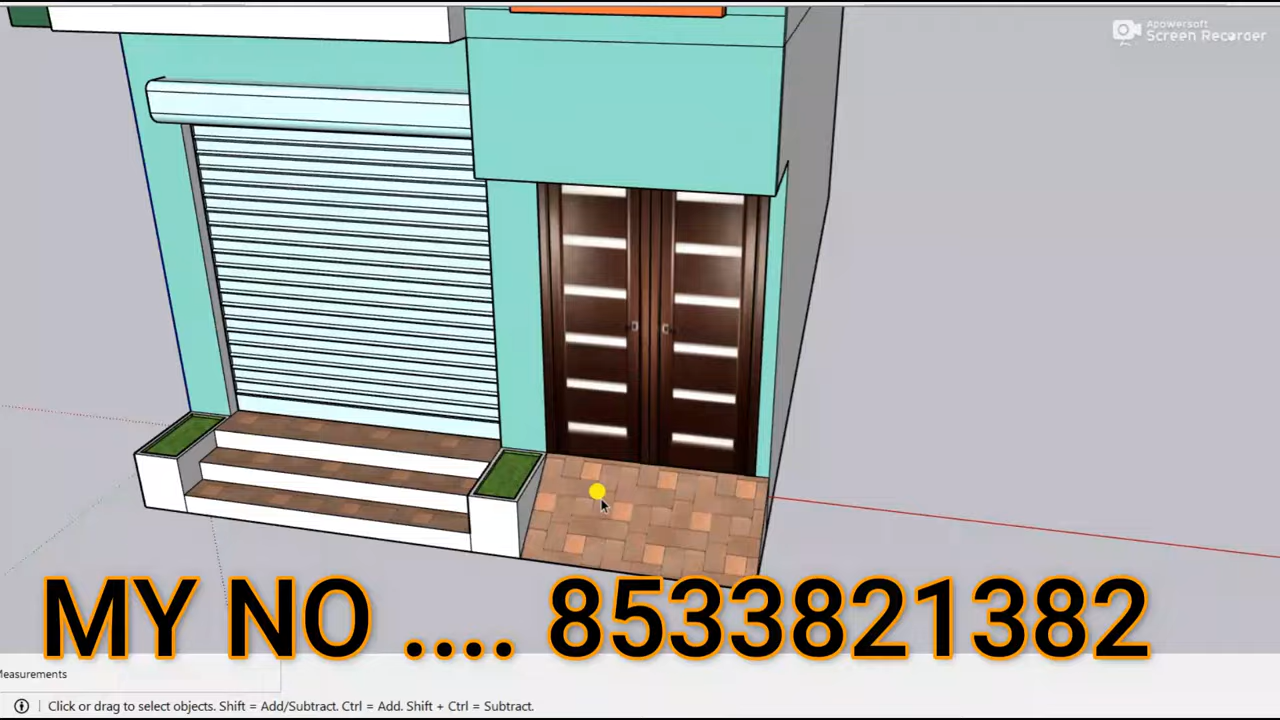 Apowersoft
Screen Recorder
MY NO .... 8533821382
Measurements
Click or drag to select objects. Shift = Add/Subtract. Ctrl = Add. Shift + Ctrl = Subtract.